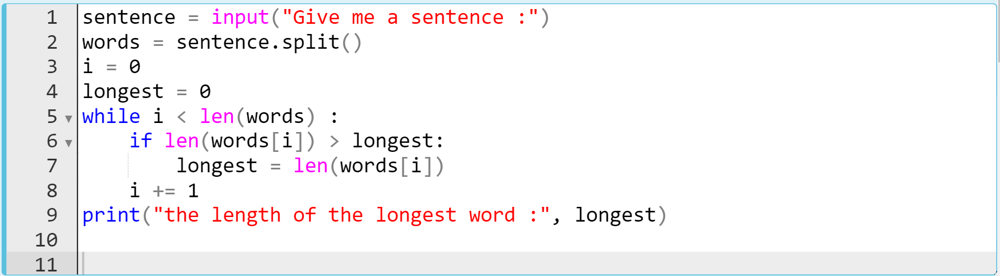 1 sentence = input("Give me a sentence :")
2 words = sentence.split()
3 i = 0
4 longest = 0
5 while i < len(words) :
6     if len(words[i]) > longest:
7         longest = len(words[i])
8     i += 1
9 print("the length of the longest word :", longest)
10
11